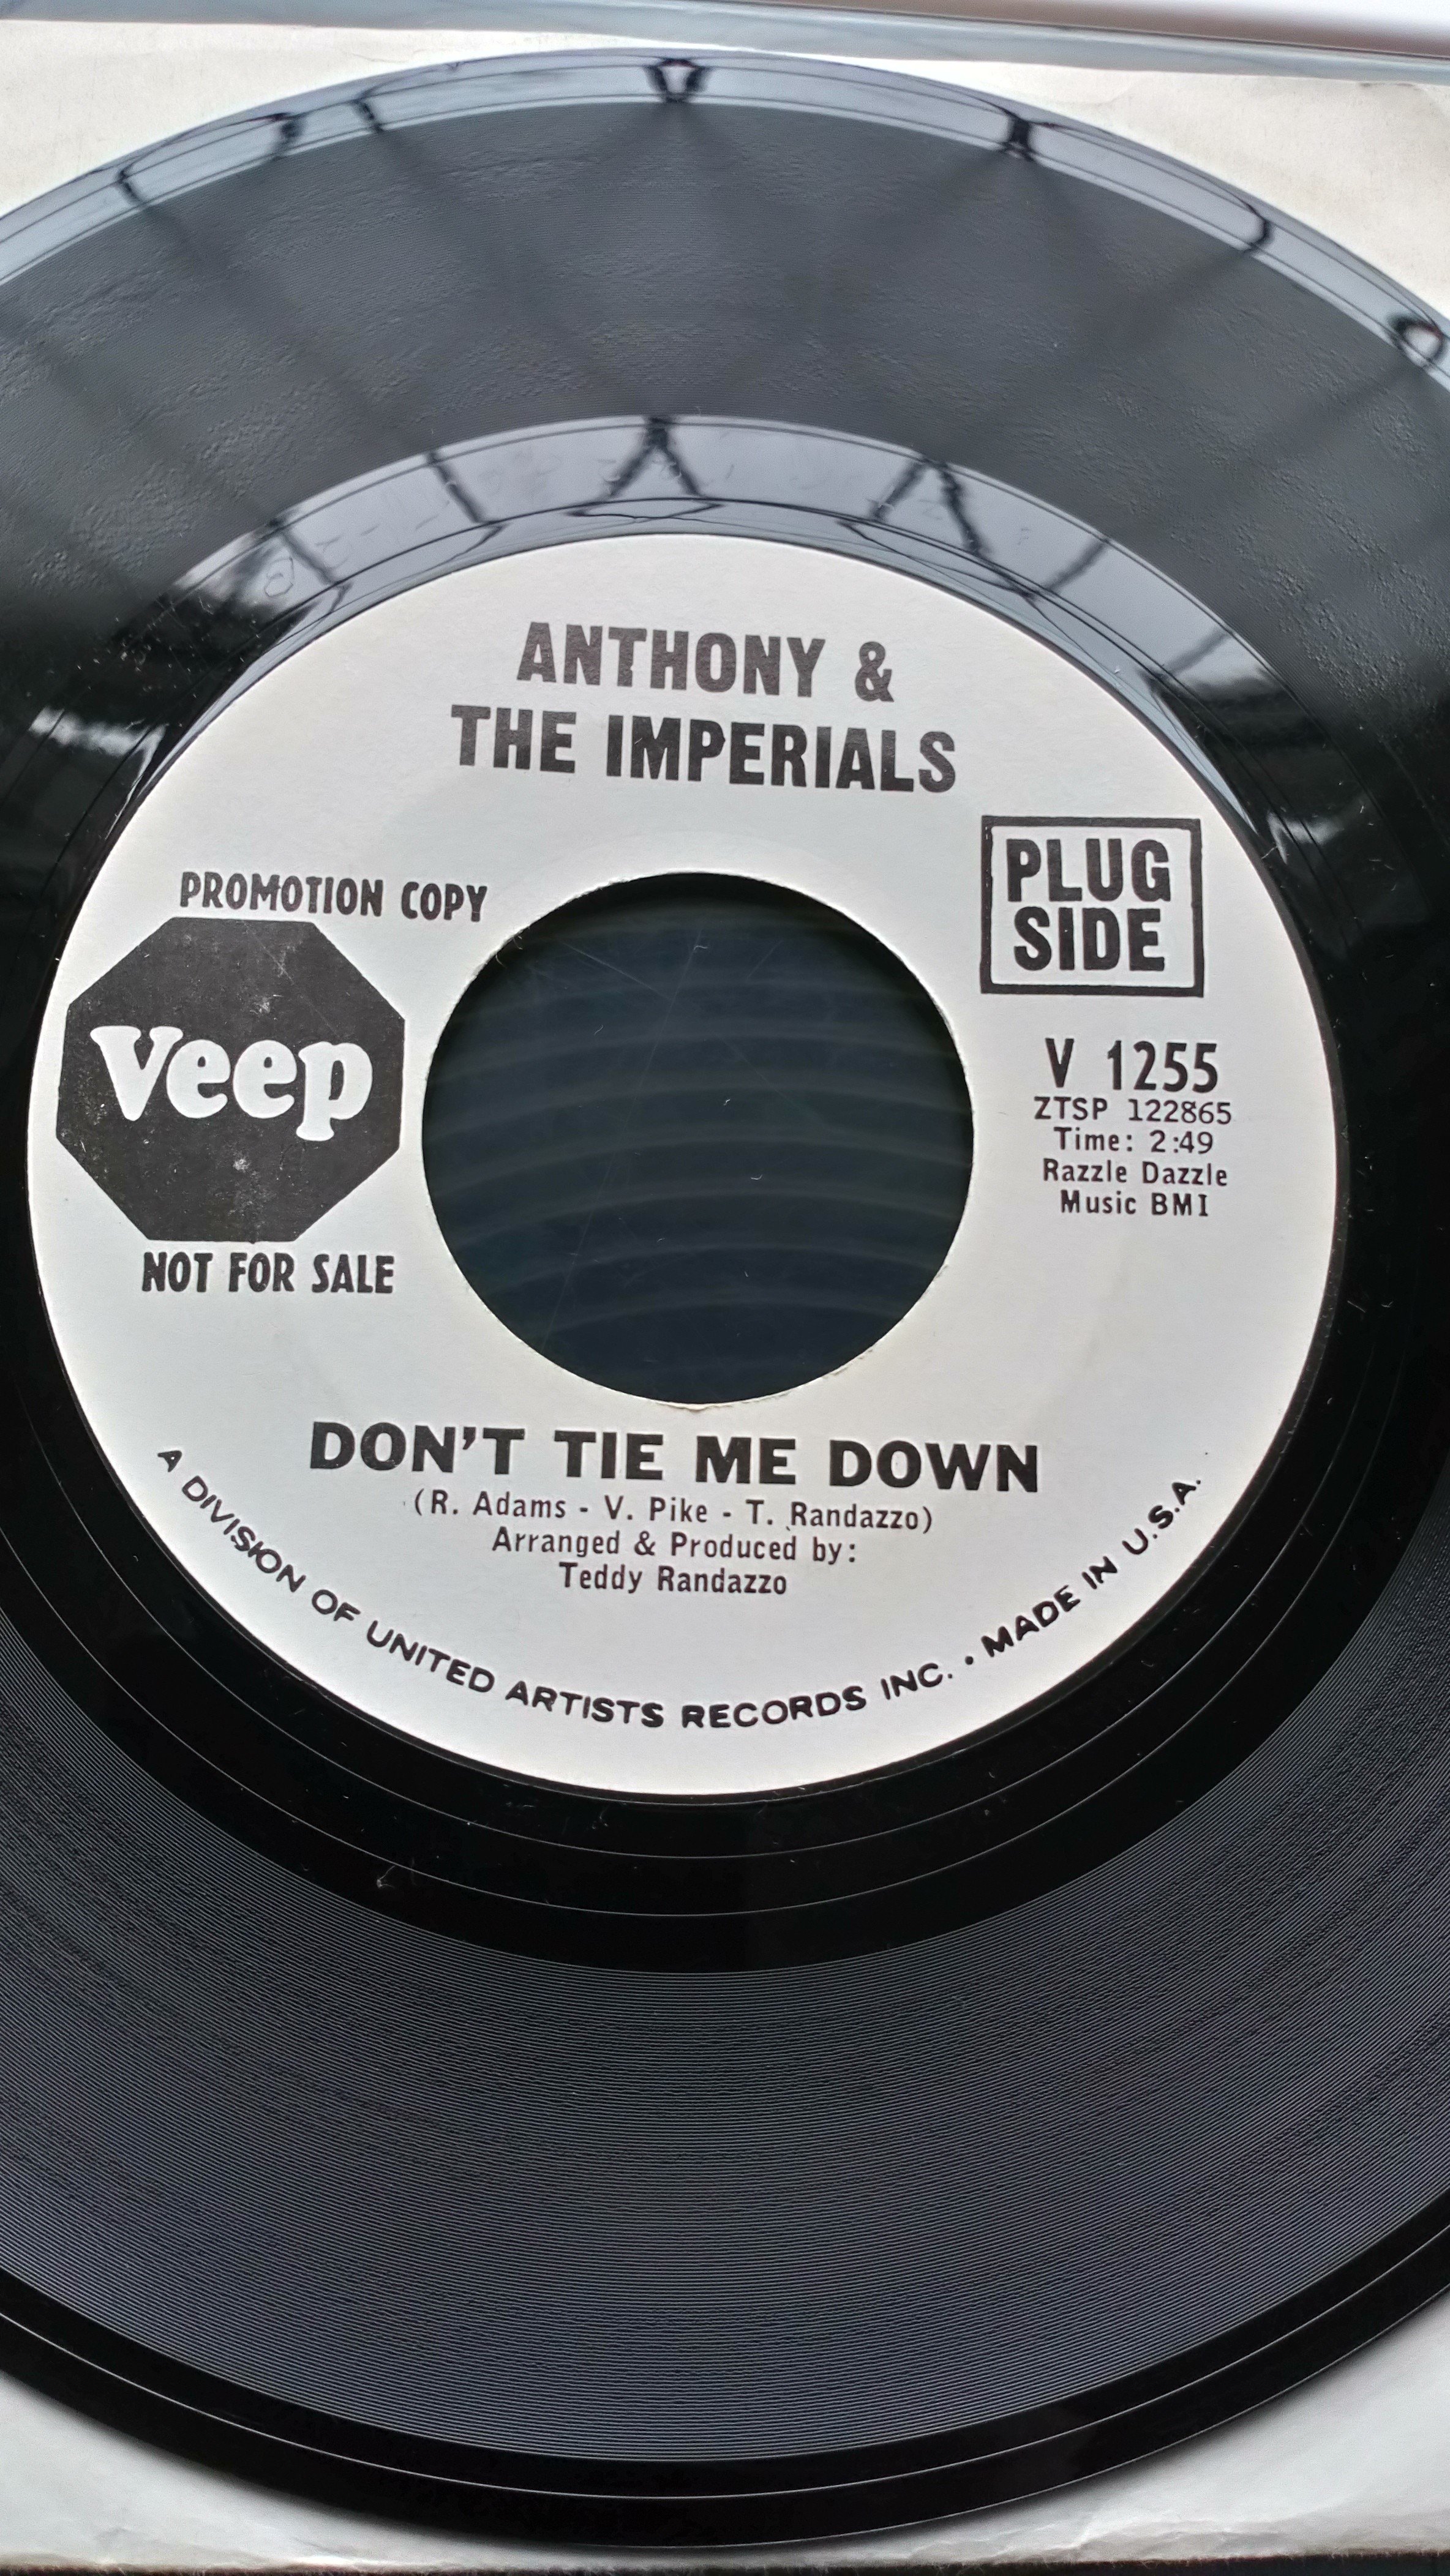 ANTHONY &
THE IMPERIALS
PROMOTION COPY
veep
NOT FOR SALE
PLUG
SIDE
V 1255
ZTSP 122865
Time: 2:49
Razzle Dazzle
Music BMI
DON'T TIE ME DOWN
(R. Adams - V. Pike - T. Randazzo)
Arranged & Produced by:
Teddy Randazzo
A DIVISION OF UNITED ARTISTS RECORDS INC. • MADE IN U.S.A.